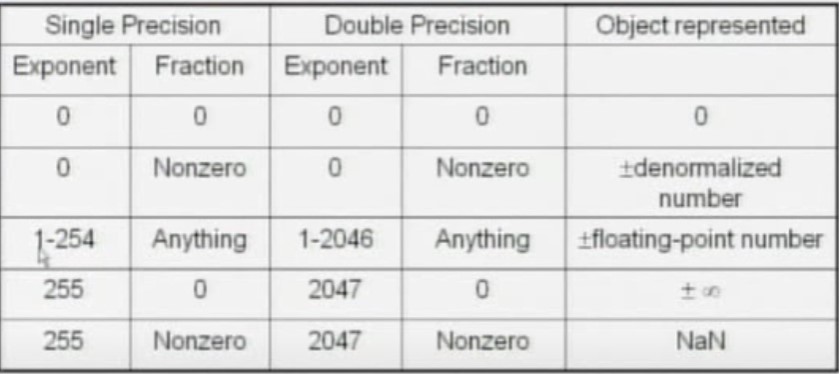 Single Precision Double Precision Object represented
Exponent Fraction Exponent Fraction
0 0 0 0 0
0 Nonzero 0 Nonzero ±denormalized
number
1-254 Anything 1-2046 Anything ±floating-point number
255 0 2047 0 ± ∞
255 Nonzero 2047 Nonzero NaN